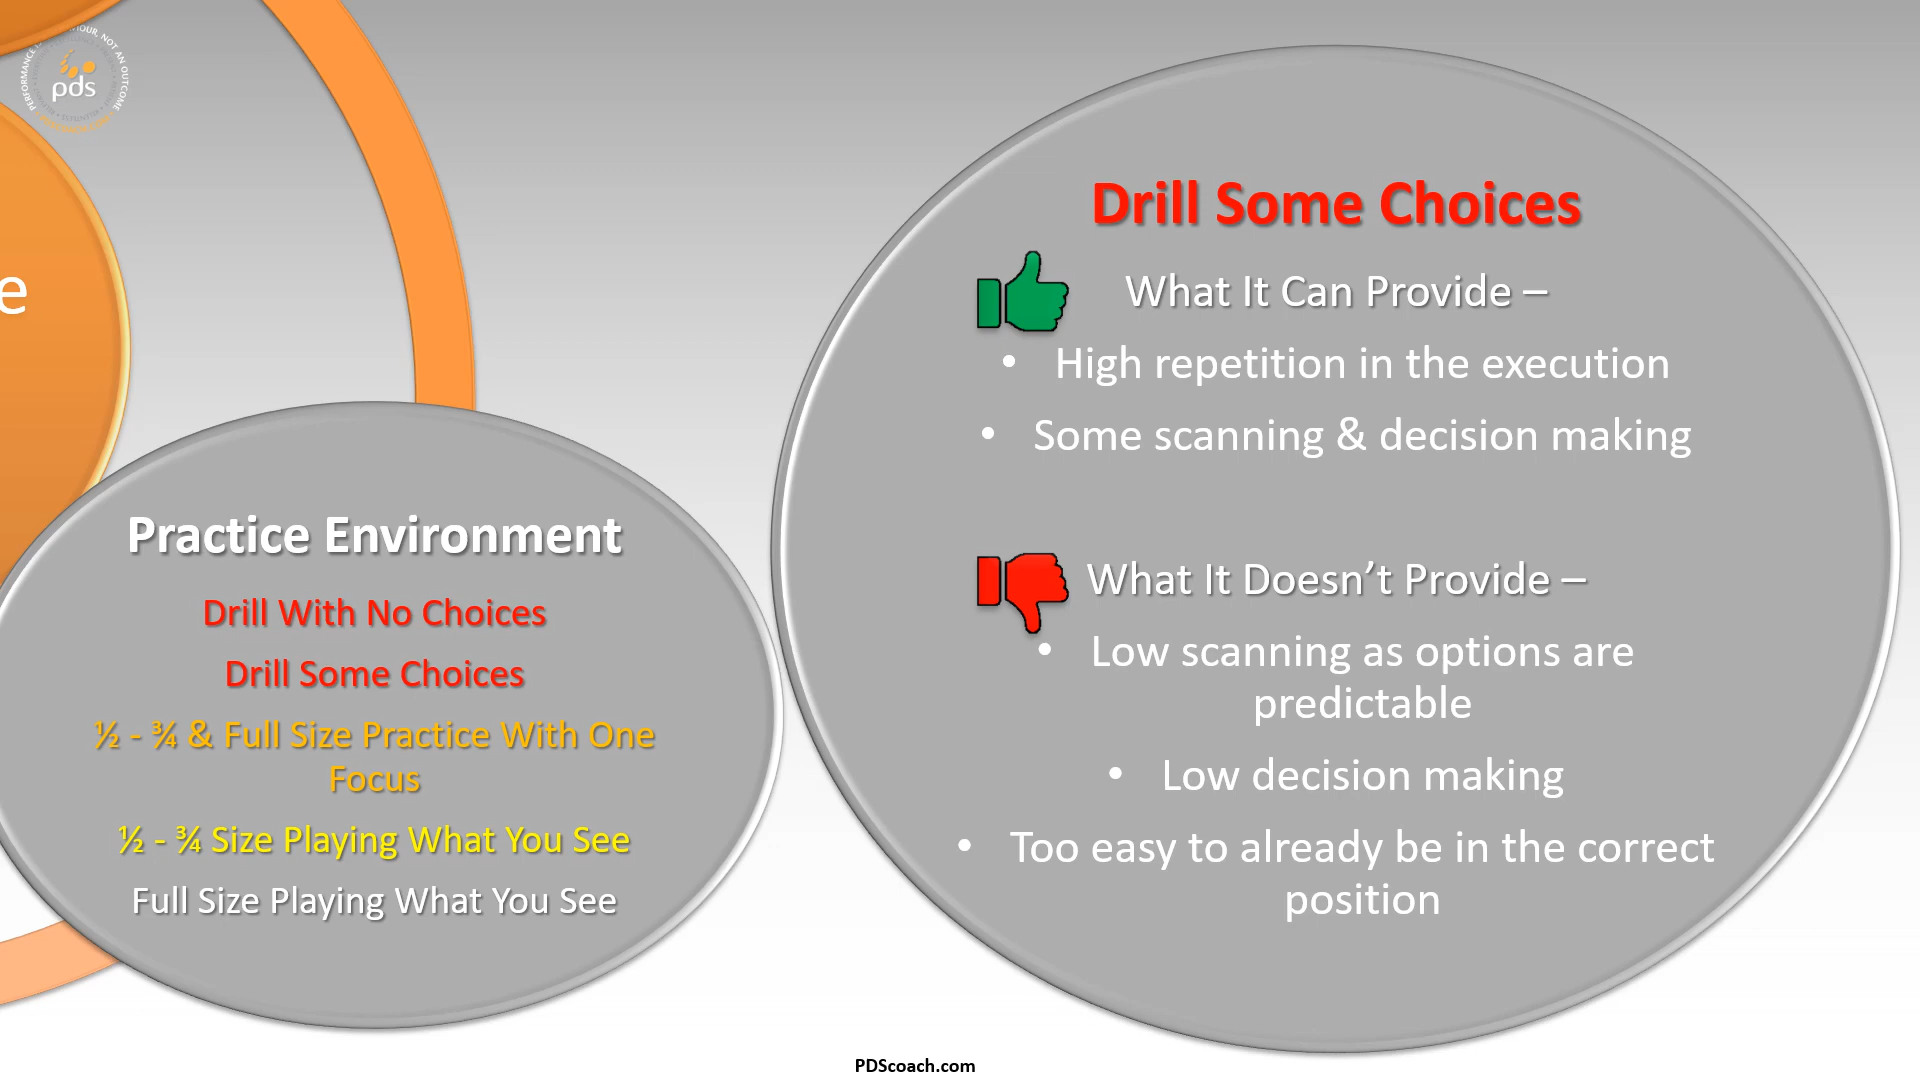 pds
e
Practice Environment
Drill With No Choices
Drill Some Choices
½ - ¾ & Full Size Practice With One
Focus
½ - ¾ Size Playing What You See
Full Size Playing What You See
Drill Some Choices
What It Can Provide –
• High repetition in the execution
• Some scanning & decision making
What It Doesn’t Provide –
• Low scanning as options are
predictable
• Low decision making
• Too easy to already be in the correct
position
PDScoach.com